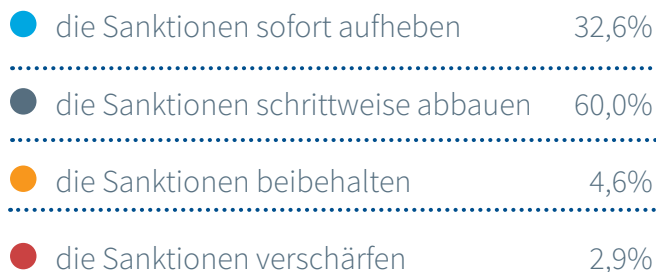 die Sanktionen sofort aufheben 32,6%
die Sanktionen schrittweise abbauen 60,0%
die Sanktionen beibehalten 4,6%
die Sanktionen verschärfen 2,9%